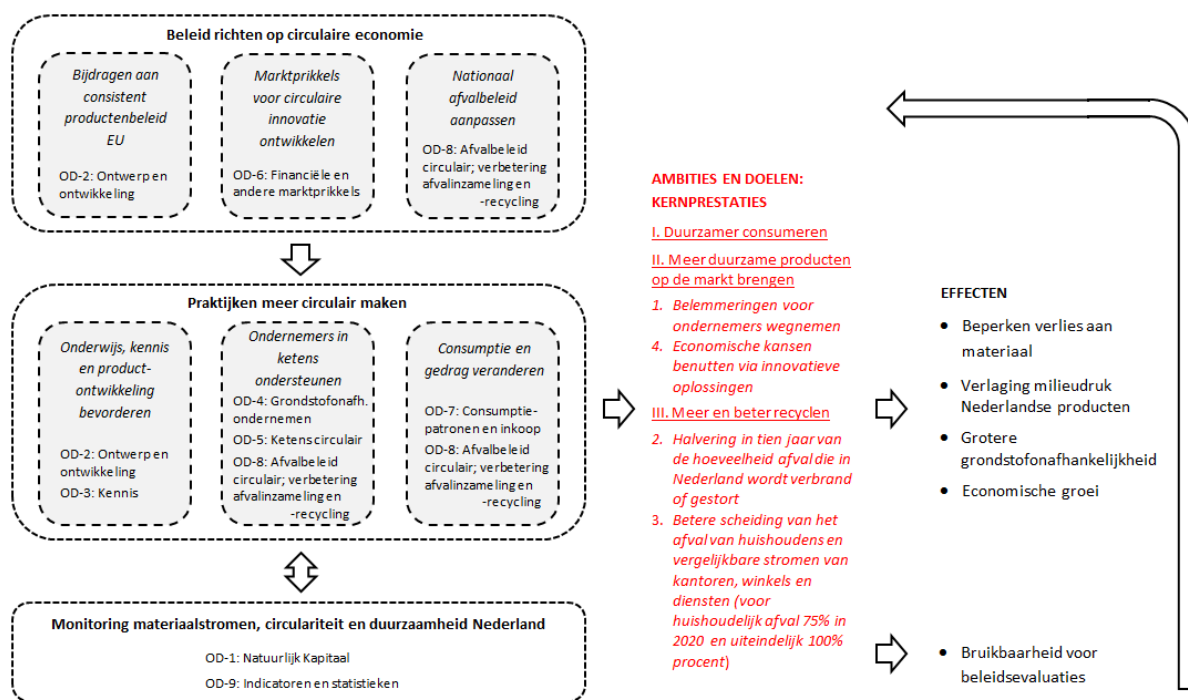 Beleid richten op circulaire economie
Bijdragen aan
consistent
productenbeleid
EU
OD-2: Ontwerp en
ontwikkeling
Marktprikkels
voor circulaire
innovatie
ontwikkelen
OD-6: Financiële en
andere marktprikkels
Nationaal
afvalbeleid
aanpassen
OD-8: Afvalbeleid
circulair; verbetering
afvalinzameling en
-recycling
Praktijken meer circulair maken
Onderwijs, kennis
en product-
ontwikkeling
bevorderen
OD-2: Ontwerp en
ontwikkeling
OD-3: Kennis
Ondernemers in
ketens
ondersteunen
OD-4: Grondstofonafh.
ondernemen
OD-5: Ketens circulair
OD-8: Afvalbeleid
circulair; verbetering
afvalinzameling en
-recycling
Consumptie en
gedrag veranderen
OD-7: Consumptie-
patronen en inkoop
OD-8: Afvalbeleid
circulair; verbetering
afvalinzameling en
-recycling
Monitoring materiaalstromen, circulariteit en duurzaamheid Nederland
OD-1: Natuurlijk Kapitaal
OD-9: Indicatoren en statistieken
AMBITIES EN DOELEN:
KERNPRESTATIES
I. Duurzamer consumeren
II. Meer duurzame producten
op de markt brengen
1. Belemmeringen voor
ondernemers wegnemen
4. Economische kansen
benutten via innovatieve
oplossingen
III. Meer en beter recyclen
2. Halvering in tien jaar van
de hoeveelheid afval die in
Nederland wordt verbrand
of gestort
3. Betere scheiding van het
afval van huishoudens en
vergelijkbare stromen van
kantoren, winkels en
diensten (voor
huishoudelijk afval 75% in
2020 en uiteindelijk 100%
procent)
EFFECTEN
• Beperken verlies aan
materiaal
• Verlaging milieudruk
Nederlandse producten
• Grotere
grondstofonafhankelijkheid
• Economische groei
• Bruikbaarheid voor
beleidsevaluaties